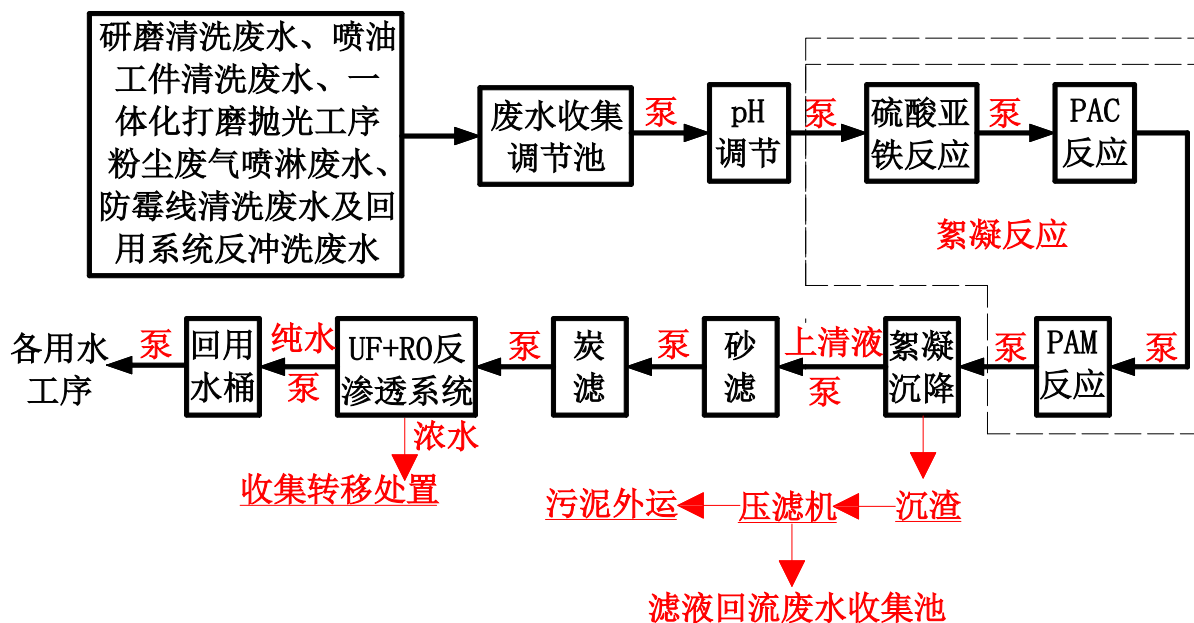 研磨清洗废水、喷油
工件清洗废水、一
体化打磨抛光工序
粉尘废气喷淋废水、
防霉线清洗废水及回
用系统反冲洗废水
废水收集
调节池
泵
pH
调节
泵
硫酸亚
铁反应
泵
PAC
反应
絮凝反应
泵
PAM
反应
泵
絮凝
沉降
上清液
泵
砂
滤
泵
炭
滤
泵
UF+RO反
渗透系统
纯水
泵
回用
水桶
泵
各用水
工序
浓水
收集转移处置
沉渣
压滤机
污泥外运
滤液回流废水收集池